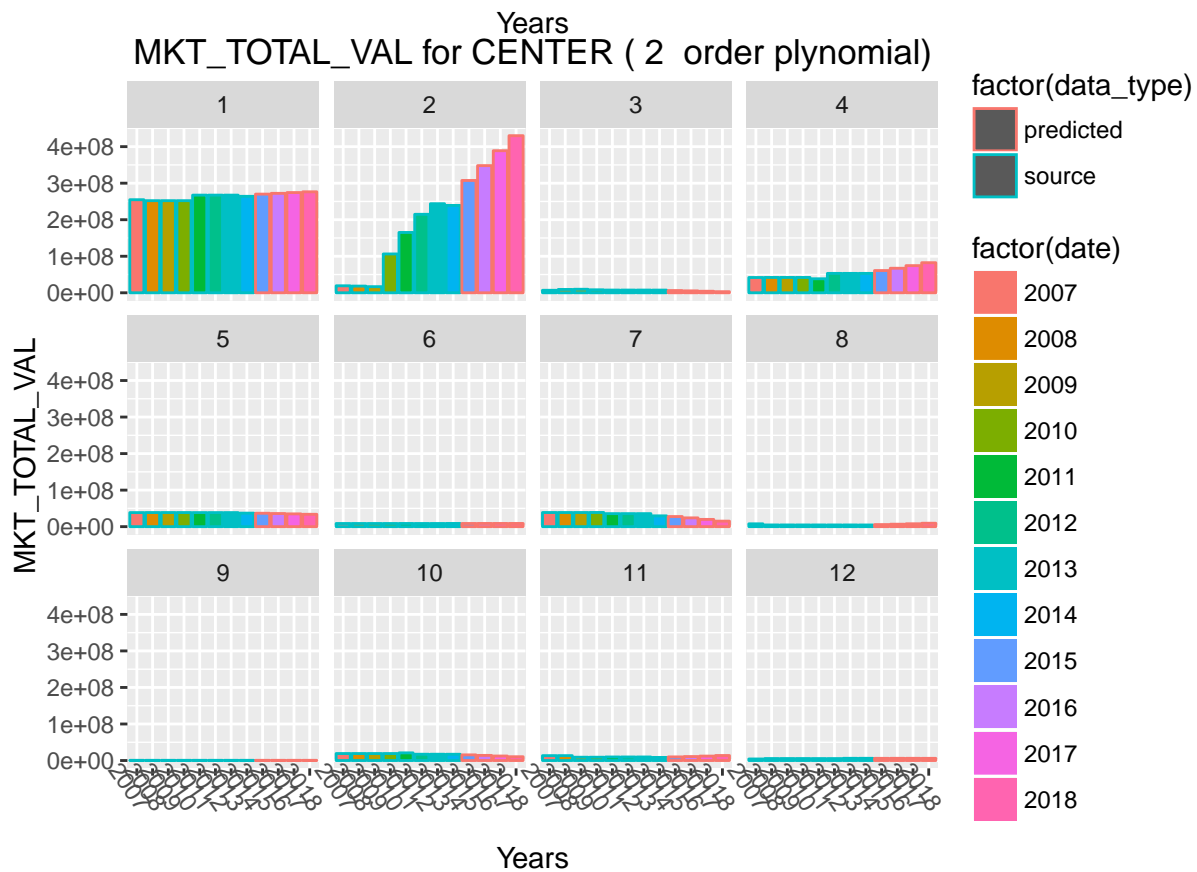 Years
MKT_TOTAL_VAL for CENTER ( 2 order plynomial)
1 2 3 4
4e+08
3e+08
2e+08
1e+08
0e+00
5 6 7 8
4e+08
3e+08
2e+08
1e+08
0e+00
9 10 11 12
4e+08
3e+08
2e+08
1e+08
0e+00
MKT_TOTAL_VAL
Years
factor(data_type)
predicted
source
factor(date)
2007
2008
2009
2010
2011
2012
2013
2014
2015
2016
2017
2018